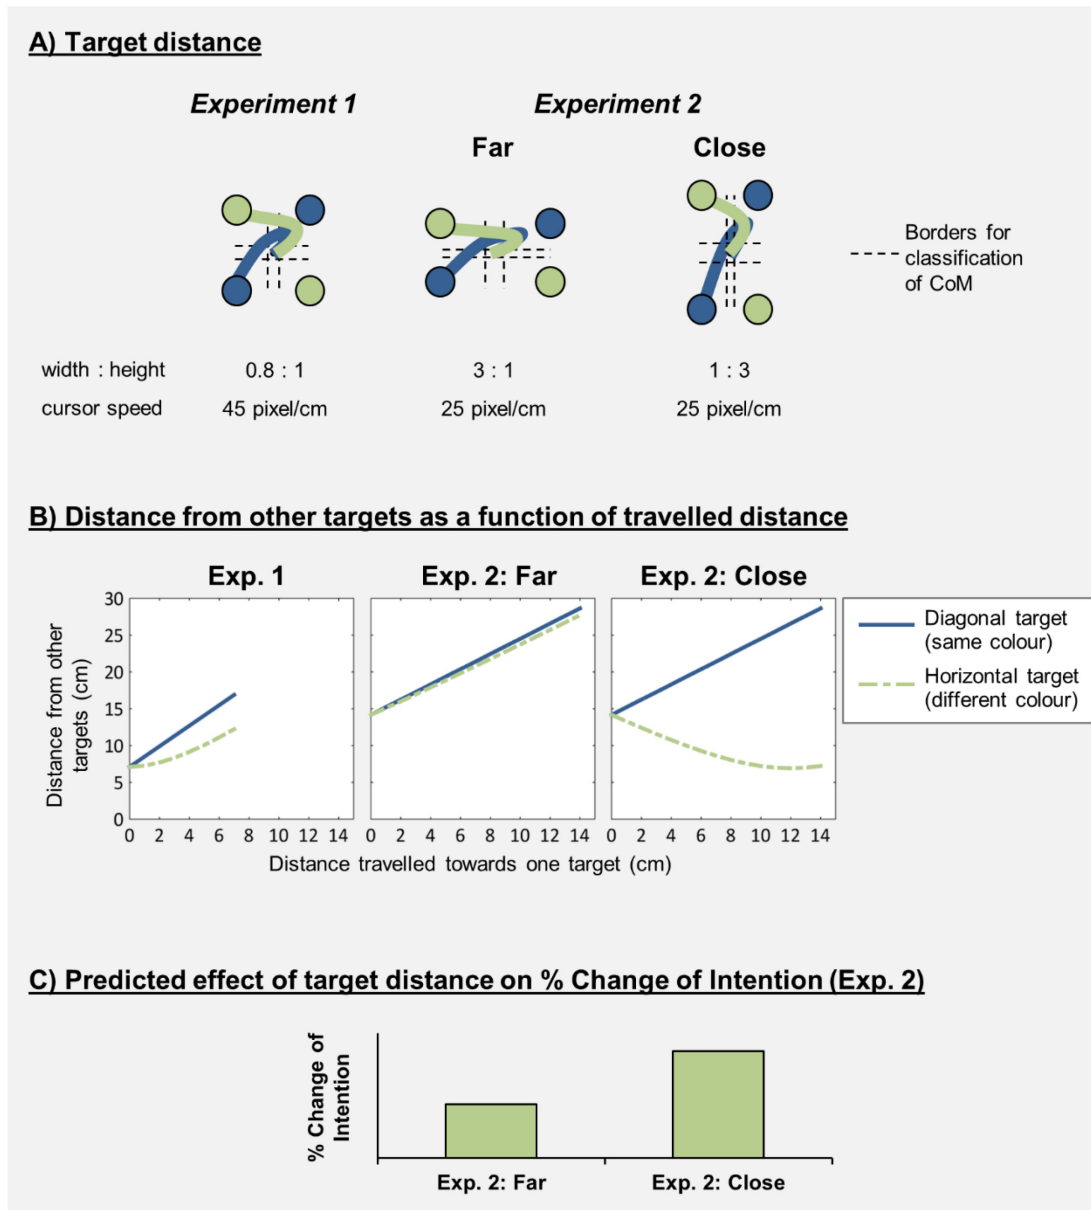 A) Target distance
Experiment 1
Experiment 2
Far
Close
Borders for
classification
of CoM
width : height
0.8 : 1
3 : 1
1 : 3
cursor speed
45 pixel/cm
25 pixel/cm
25 pixel/cm
B) Distance from other targets as a function of travelled distance
Exp. 1
Exp. 2: Far
Exp. 2: Close
Distance from other
targets (cm)
30
25
20
15
10
5
0
0 2 4 6 8 10 12 14
0 2 4 6 8 10 12 14
0 2 4 6 8 10 12 14
Distance travelled towards one target (cm)
Diagonal target
(same colour)
Horizontal target
(different colour)
C) Predicted effect of target distance on % Change of Intention (Exp. 2)
% Change of
Intention
Exp. 2: Far
Exp. 2: Close